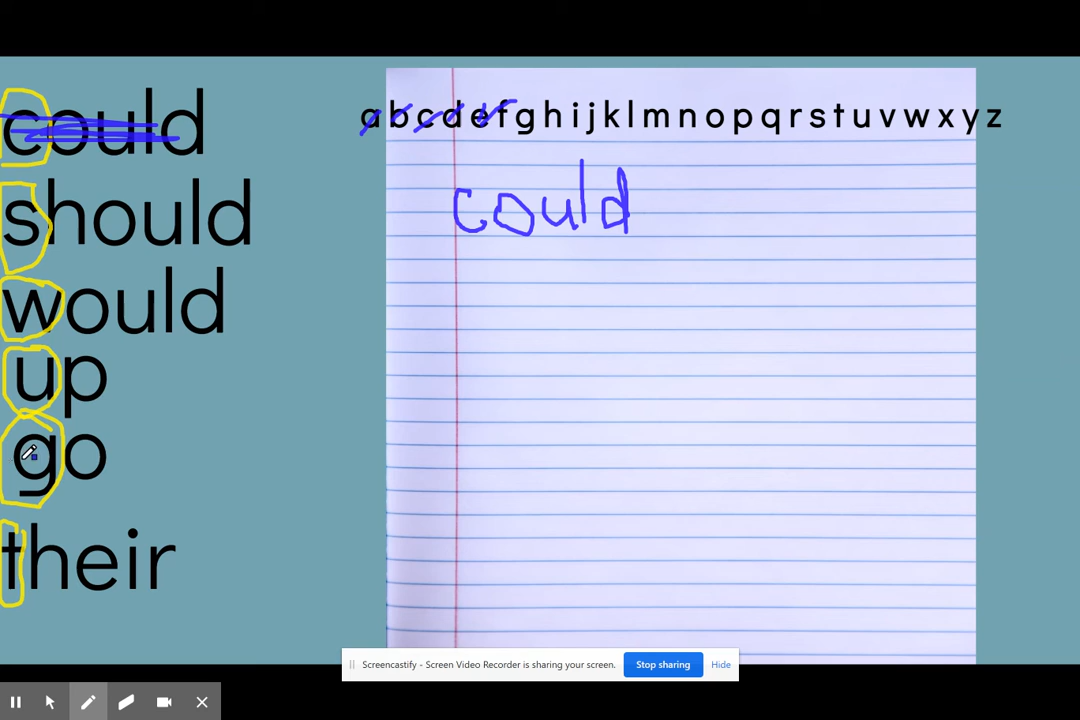 could
should
would
up
go
their
a b c d e f g h i j k l m n o p q r s t u v w x y z
could
Screencastify - Screen Video Recorder is sharing your screen.
Stop sharing
Hide